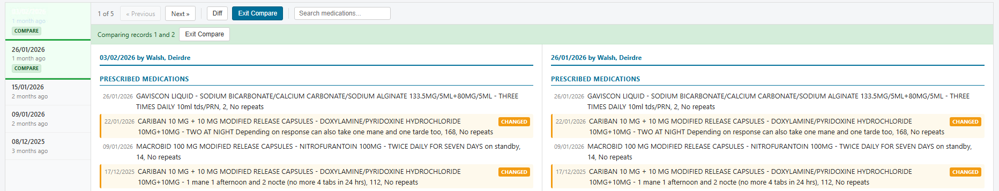 03/02/2026
1 month ago
COMPARE
26/01/2026
1 month ago
COMPARE
15/01/2026
2 months ago
09/01/2026
2 months ago
08/12/2025
3 months ago
1 of 5
« Previous
Next »
Diff
Exit Compare
Search medications...
Comparing records 1 and 2
Exit Compare
03/02/2026 by Walsh, Deirdre
PRESCRIBED MEDICATIONS
26/01/2026 GAVISCON LIQUID - SODIUM BICARBONATE/CALCIUM CARBONATE/SODIUM ALGINATE 133.5MG/5ML+80MG/5ML - THREE
TIMES DAILY 10ml tds/PRN, 2, No repeats
22/01/2026 CARIBAN 10 MG + 10 MG MODIFIED RELEASE CAPSULES - DOXYLAMINE/PYRIDOXINE HYDROCHLORIDE
CHANGED
10MG+10MG - TWO AT NIGHT Depending on response can also take one mane and one tarde too, 168, No repeats
09/01/2026 MACROBID 100 MG MODIFIED RELEASE CAPSULES - NITROFURANTOIN 100MG - TWICE DAILY FOR SEVEN DAYS on standby,
14, No repeats
17/12/2025 CARIBAN 10 MG + 10 MG MODIFIED RELEASE CAPSULES - DOXYLAMINE/PYRIDOXINE HYDROCHLORIDE
CHANGED
10MG+10MG - 1 mane 1 afternoon and 2 nocte (no more 4 tabs in 24 hrs), 112, No repeats
26/01/2026 by Walsh, Deirdre
PRESCRIBED MEDICATIONS
26/01/2026 GAVISCON LIQUID - SODIUM BICARBONATE/CALCIUM CARBONATE/SODIUM ALGINATE 133.5MG/5ML+80MG/5ML - THREE
TIMES DAILY 10ml tds/PRN, 2, No repeats
22/01/2026 CARIBAN 10 MG + 10 MG MODIFIED RELEASE CAPSULES - DOXYLAMINE/PYRIDOXINE HYDROCHLORIDE
CHANGED
10MG+10MG - TWO AT NIGHT Depending on response can also take one mane and one tarde too, 168, No repeats
09/01/2026 MACROBID 100 MG MODIFIED RELEASE CAPSULES - NITROFURANTOIN 100MG - TWICE DAILY FOR SEVEN DAYS on standby,
14, No repeats
17/12/2025 CARIBAN 10 MG + 10 MG MODIFIED RELEASE CAPSULES - DOXYLAMINE/PYRIDOXINE HYDROCHLORIDE
CHANGED
10MG+10MG - 1 mane 1 afternoon and 2 nocte (no more 4 tabs in 24 hrs), 112, No repeats